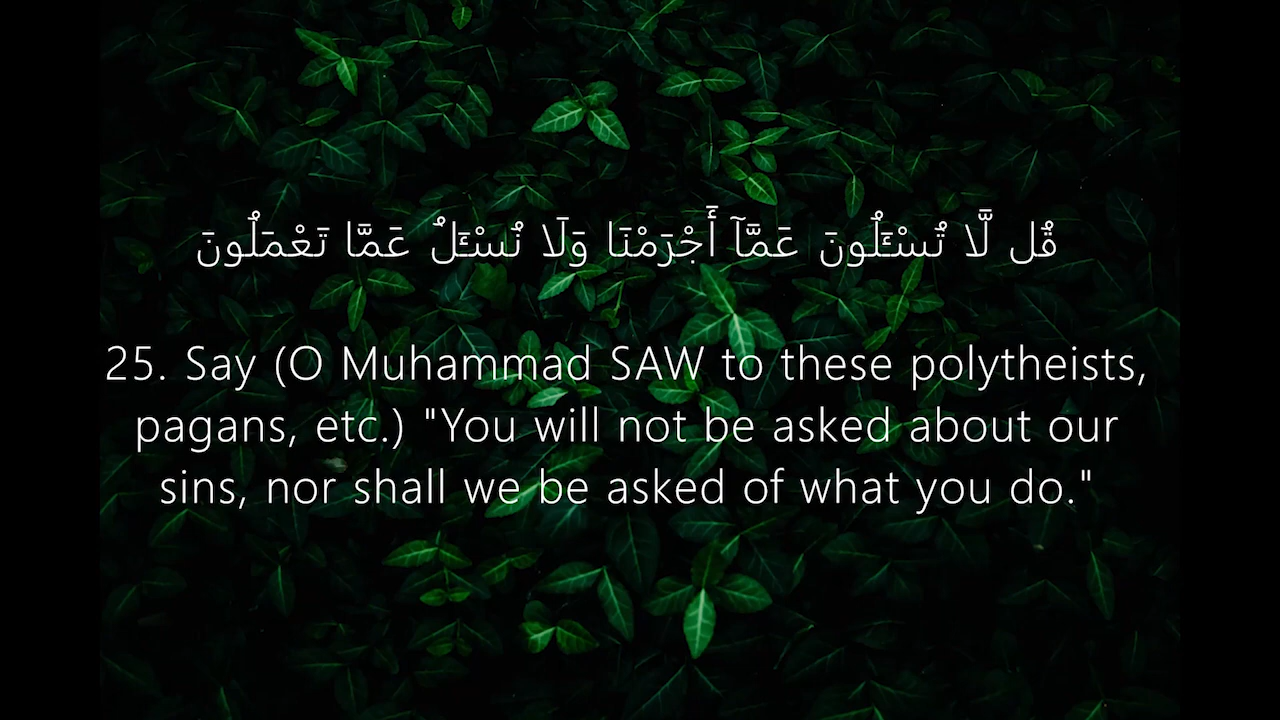 قُل لَّا تُسْـَٔلُونَ عَمَّآ أَجْرَمْنَا وَلَا نُسْـَٔلُ عَمَّا تَعْمَلُونَ
25. Say (O Muhammad SAW to these polytheists,
pagans, etc.) "You will not be asked about our
sins, nor shall we be asked of what you do."